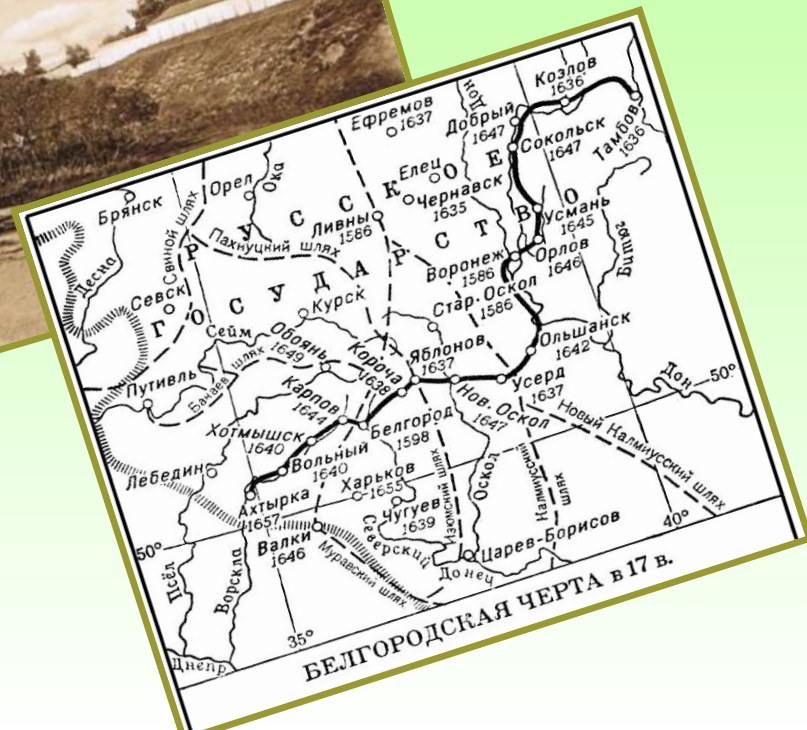 Козлов
1636
Ефремов
1637
Дон
Добрый
1647
Сокольск
1647
Тамбов
1636
Брянск
Орел
Ока
Елец
Чернавск
1635
РУССКОЕ
ГОСУДАРСТВО
Ливны
1586
Усмань
1645
Свиной шлях
Пахнуцкий шлях
Воронеж
1586
Орлов
1646
Битюг
Десна
Севск
Курск
Стар. Оскол
1586
Сейм
Обоянь
1649
Короча
1638
Яблонов
1637
Ольшанск
1642
Путивль
Бакаев шлях
Карпов
1644
Усерд
1637
Дон
50°
Нов. Оскол
1647
Новый Калмиусский шлях
Хотмышск
1640
Белгород
1598
Вольный
1640
Лебедин
Харьков
1655
Ахтырка
1657
Чугуев
1639
Изюмский шлях
Оскол
Калмиусский шлях
Валки
1646
Северский Донец
Царев-Борисов
40°
50°
Псёл
Ворскла
Муравский шлях
35°
Днепр
БЕЛГОРОДСКАЯ ЧЕРТА в 17 в.